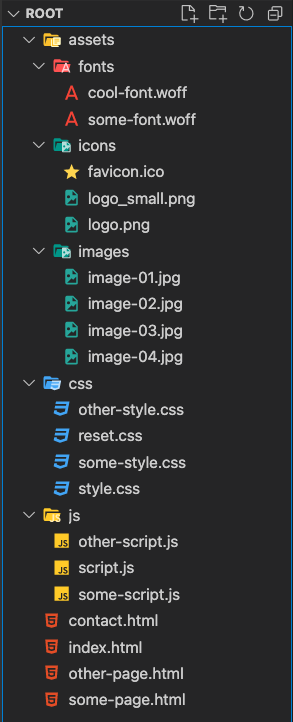 ROOT
assets
fonts
cool-font.woff
some-font.woff
icons
favicon.ico
logo_small.png
logo.png
images
image-01.jpg
image-02.jpg
image-03.jpg
image-04.jpg
css
other-style.css
reset.css
some-style.css
style.css
js
JS other-script.js
JS script.js
JS some-script.js
contact.html
index.html
other-page.html
some-page.html